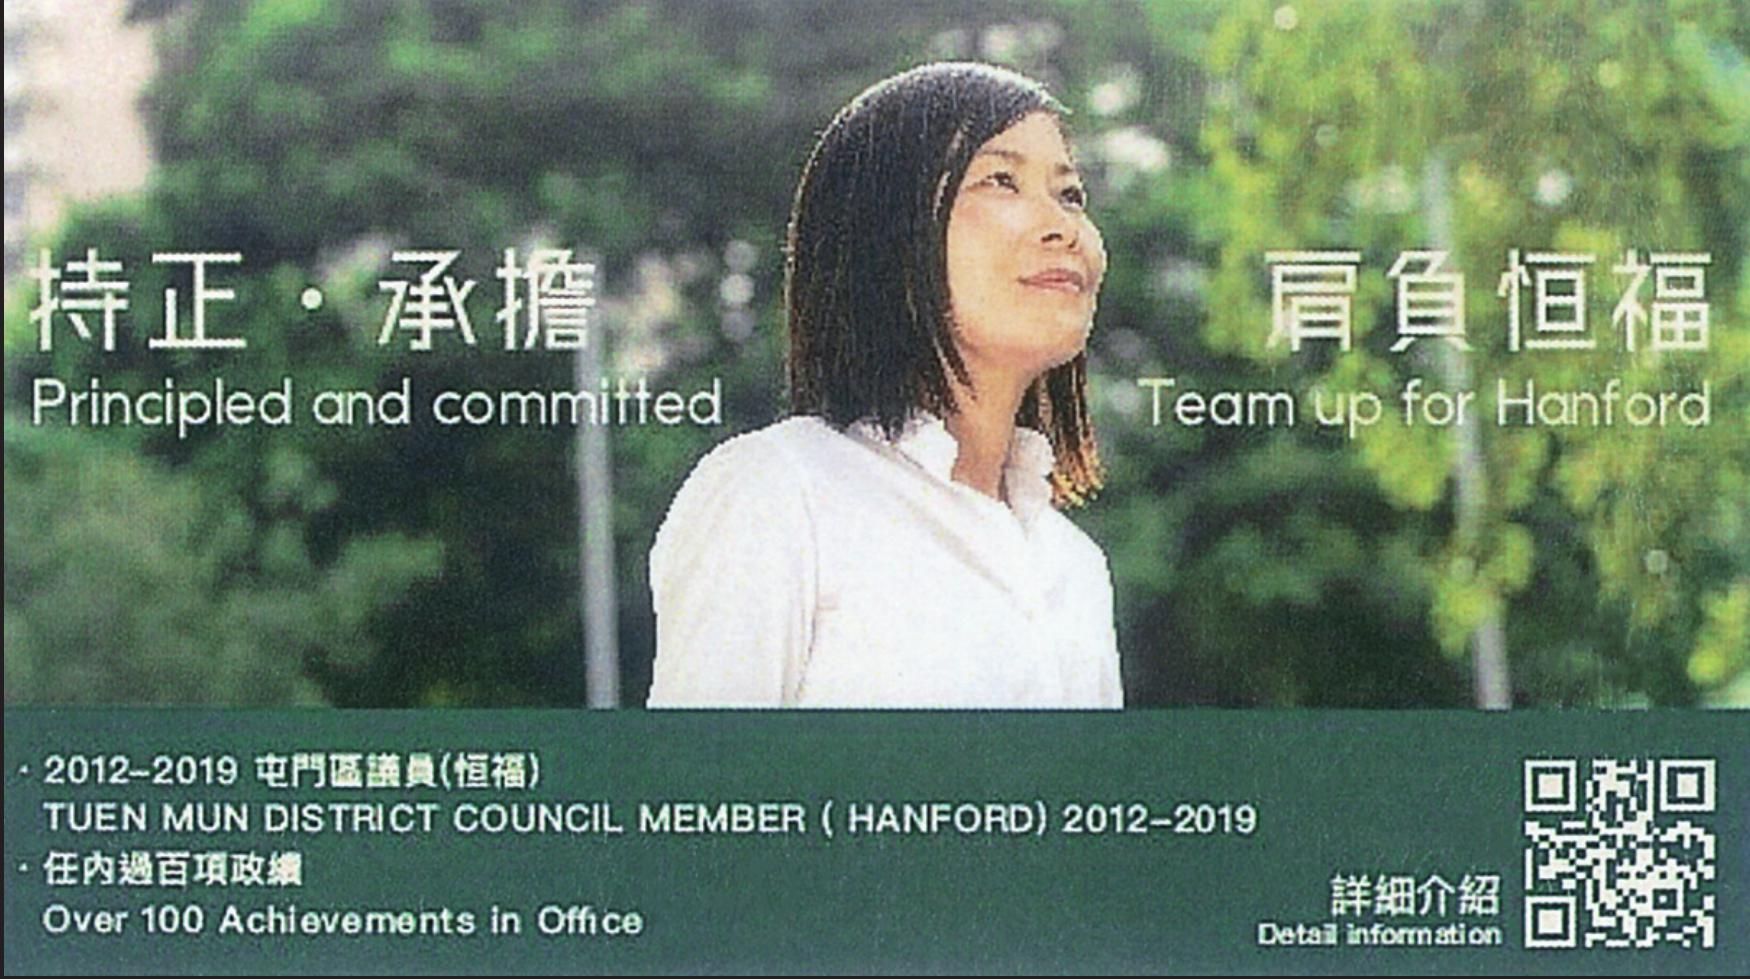 持正・承擔
Principled and committed
肩負恒福
Team up for Hanford
· 2012–2019 屯門區議員(恒福)
TUEN MUN DISTRICT COUNCIL MEMBER ( HANFORD) 2012–2019
· 任內過百項政績
Over 100 Achievements in Office
詳細介紹
Detail information